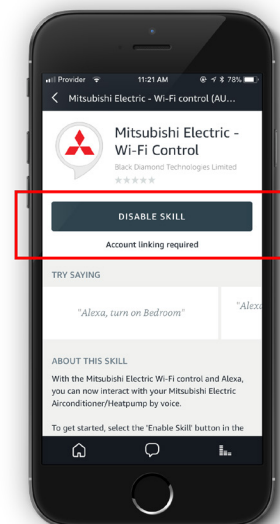 Provider 11:21 AM 78%
Mitsubishi Electric - Wi-Fi control (AU...
Mitsubishi Electric -
Wi-Fi Control
Black Diamond Technologies Limited
DISABLE SKILL
Account linking required
TRY SAYING
"Alexa, turn on Bedroom"
"Alexa
ABOUT THIS SKILL
With the Mitsubishi Electric Wi-Fi control and Alexa,
you can now interact with your Mitsubishi Electric
Airconditioner/Heatpump by voice.
To get started, select the 'Enable Skill' button in the